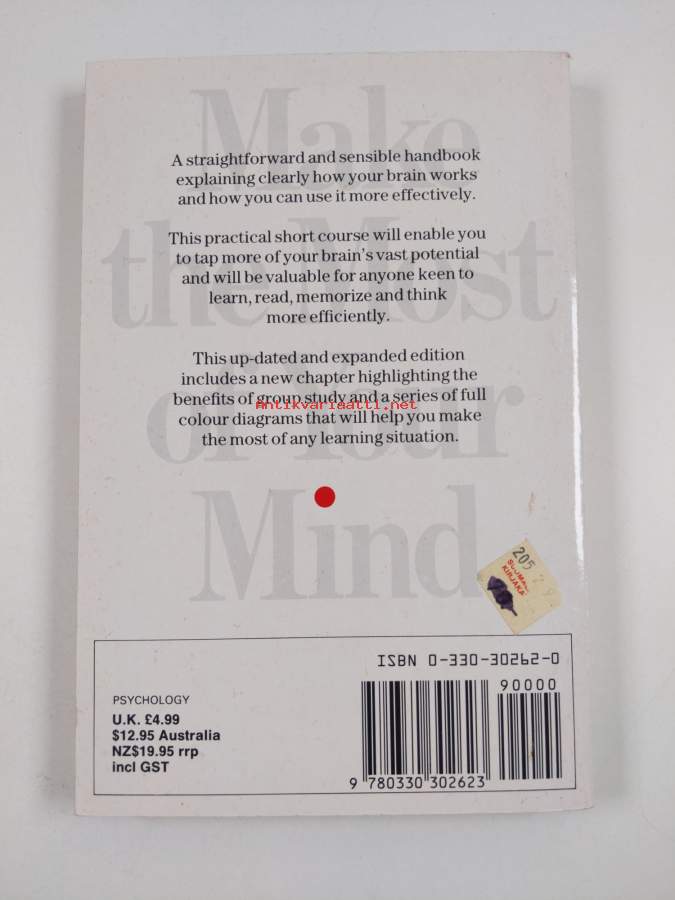 Make
the Most
of Your
Mind
A straightforward and sensible handbook
explaining clearly how your brain works
and how you can use it more effectively.
This practical short course will enable you
to tap more of your brain's vast potential
and will be valuable for anyone keen to
learn, read, memorize and think
more efficiently.
This up-dated and expanded edition
includes a new chapter highlighting the
benefits of group study and a series of full
Antikvariaatti.net
colour diagrams that will help you make
the most of any learning situation.
205
KIRJAKA
ISBN 0-330-30262-0
90000
PSYCHOLOGY
U.K. £4.99
$12.95 Australia
NZ$19.95 rrp
incl GST
9 780330 302623